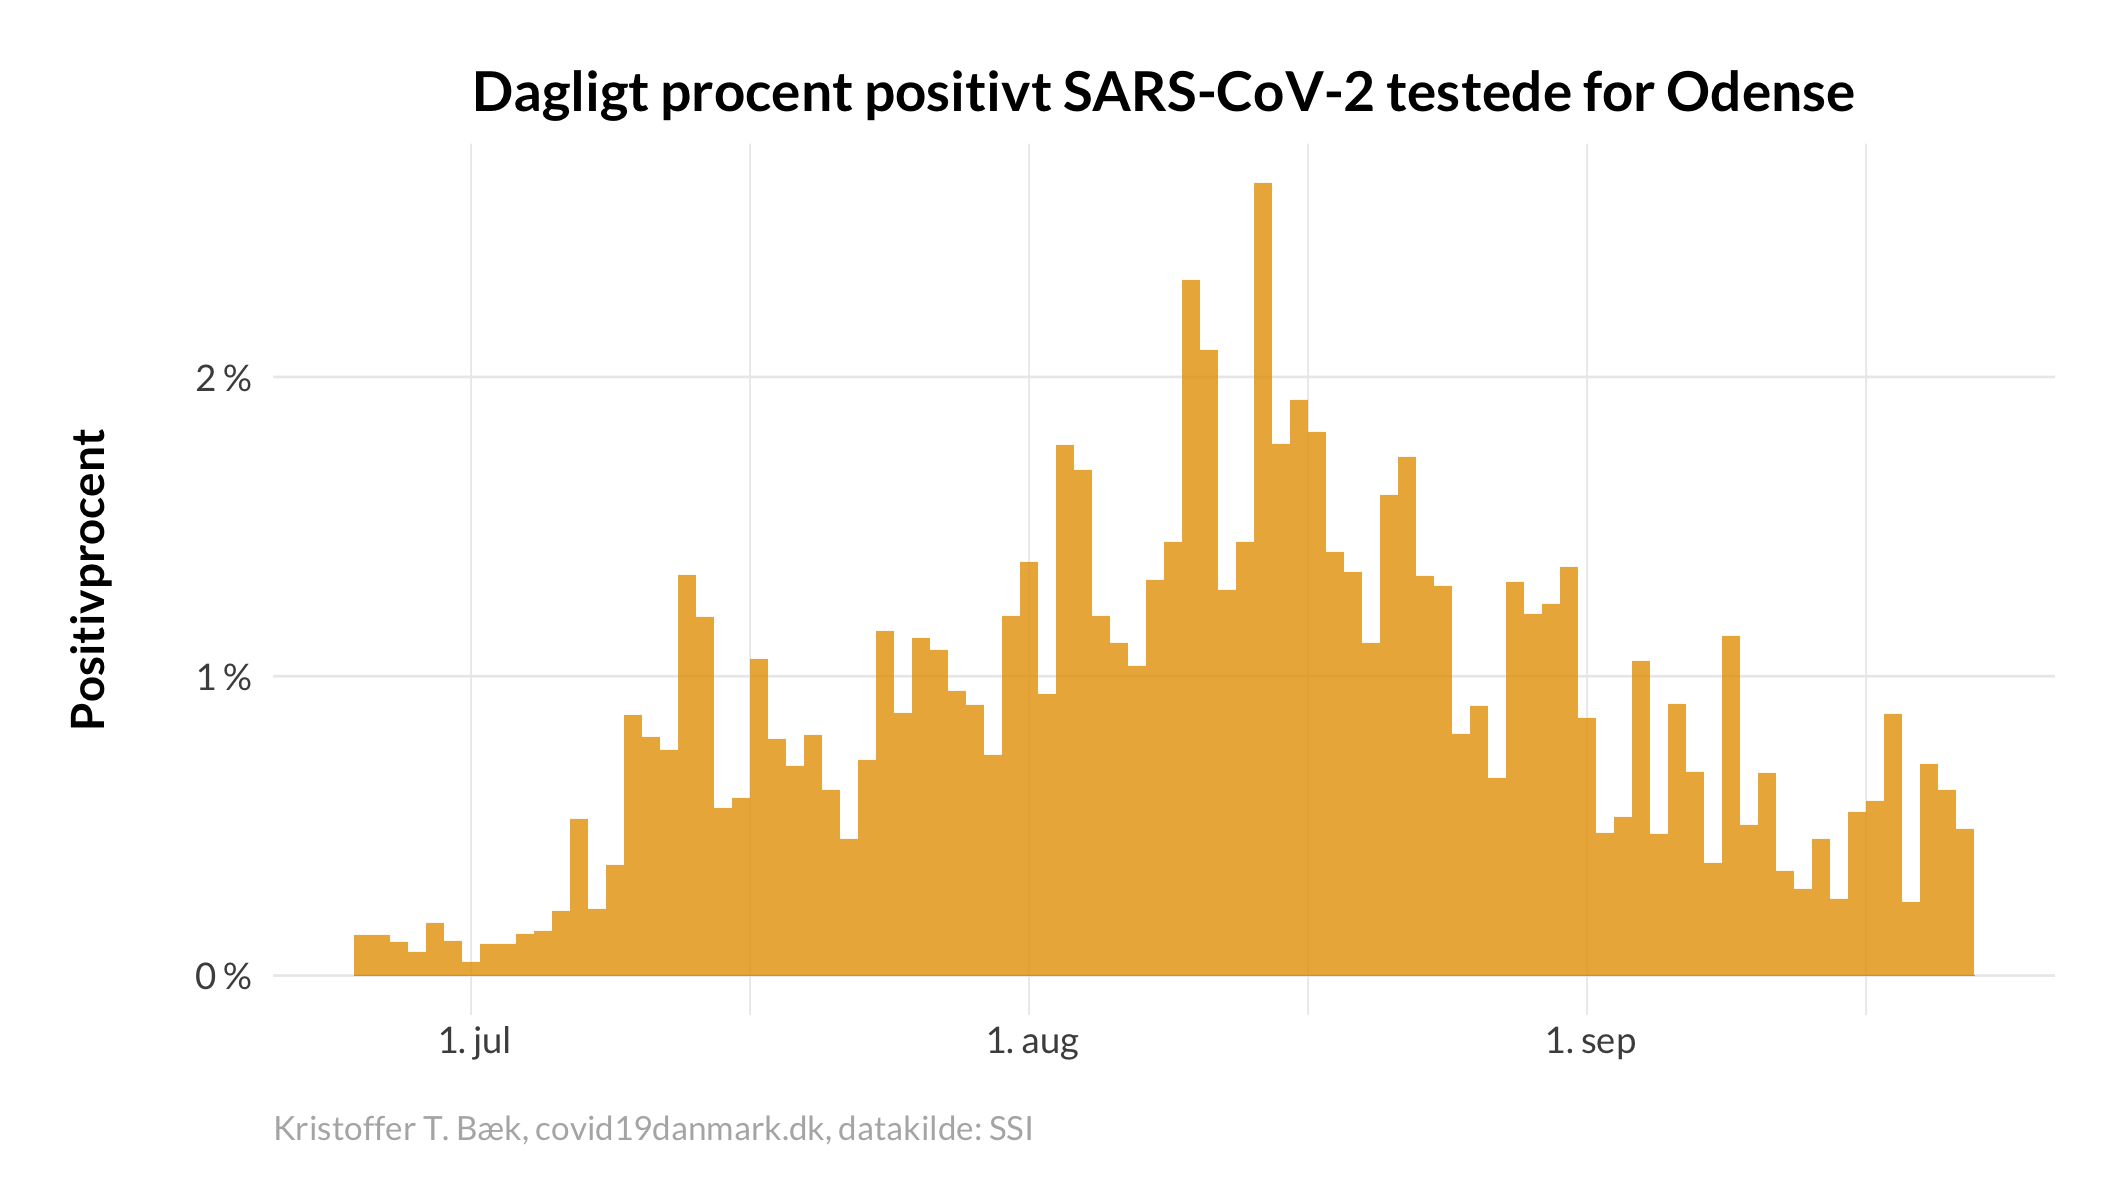 Dagligt procent positivt SARS-CoV-2 testede for Odense
Positivprocent
2 %
1 %
0 %
1. jul
1. aug
1. sep
Kristoffer T. Bæk, covid19danmark.dk, datakilde: SSI